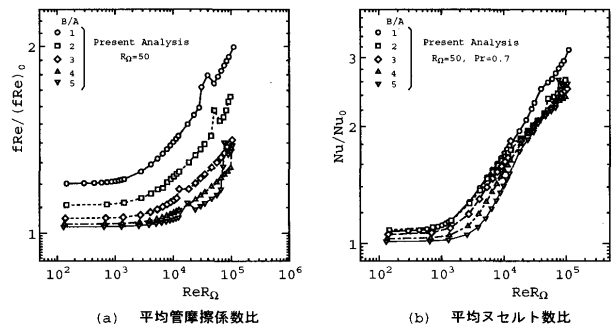 B/A
1
2
3
4
5
Present Analysis
R_Ω=50
fRe/(fRe)₀
2
1
10² 10³ 10⁴ 10⁵ 10⁶
ReR_Ω
(a) 平均管摩擦係数比
B/A
1
2
3
4
5
Present Analysis
R_Ω=50, Pr=0.7
Nu/Nu₀
3
2
1
10² 10³ 10⁴ 10⁵
ReR_Ω
(b) 平均ヌセルト数比